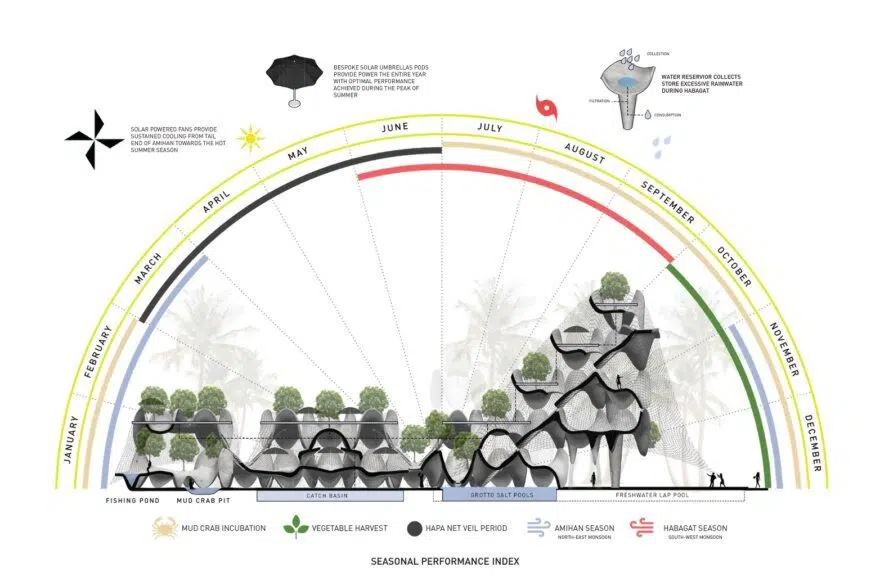 BESPOKE SOLAR UMBRELLAS PODS
PROVIDE POWER THE ENTIRE YEAR
WITH OPTIMAL PERFORMANCE
ACHIEVED DURING THE PEAK OF
SUMMER
COLLECTION
WATER RESERVIOR COLLECTS
STORE EXCESSIVE RAINWATER
DURING HABAGAT
FILTRATION
CONSUMPTION
SOLAR POWERED FANS PROVIDE
SUSTAINED COOLING FROM TAIL
END OF AMIHAN TOWARDS THE HOT
SUMMER SEASON
JANUARY
FEBRUARY
MARCH
APRIL
MAY
JUNE
JULY
AUGUST
SEPTEMBER
OCTOBER
NOVEMBER
DECEMBER
FISHING POND
MUD CRAB PIT
CATCH BASIN
GROTTO SALT POOLS
FRESHWATER LAP POOL
MUD CRAB INCUBATION
VEGETABLE HARVEST
HAPA NET VEIL PERIOD
AMIHAN SEASON
NORTH-EAST MONSOON
HABAGAT SEASON
SOUTH-WEST MONSOON
SEASONAL PERFORMANCE INDEX